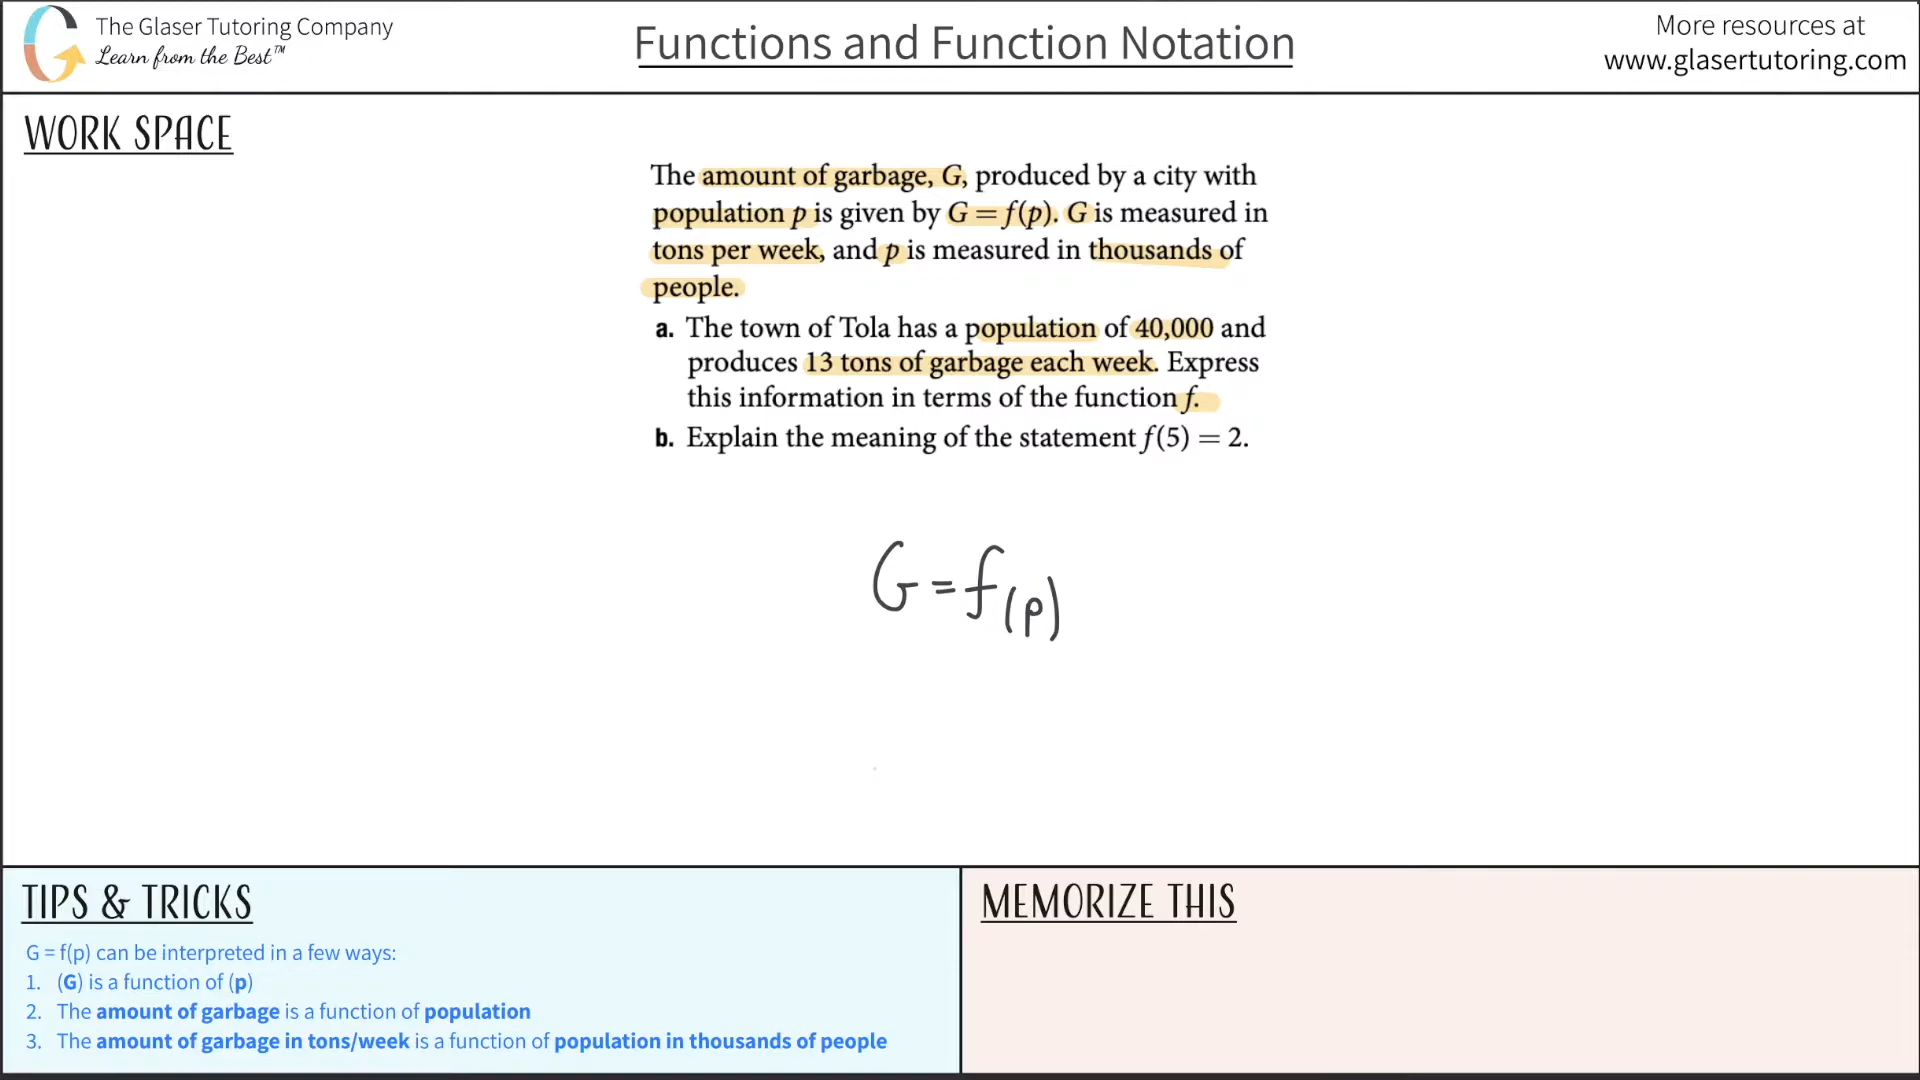 The Glaser Tutoring Company
Learn from the Best™
Functions and Function Notation
More resources at
www.glasertutoring.com
WORK SPACE
The amount of garbage, G, produced by a city with
population p is given by G = f(p). G is measured in
tons per week, and p is measured in thousands of
people.
a. The town of Tola has a population of 40,000 and
produces 13 tons of garbage each week. Express
this information in terms of the function f.
b. Explain the meaning of the statement f(5) = 2.
G = f(p)
TIPS & TRICKS
G = f(p) can be interpreted in a few ways:
1. (G) is a function of (p)
2. The amount of garbage is a function of population
3. The amount of garbage in tons/week is a function of population in thousands of people
MEMORIZE THIS